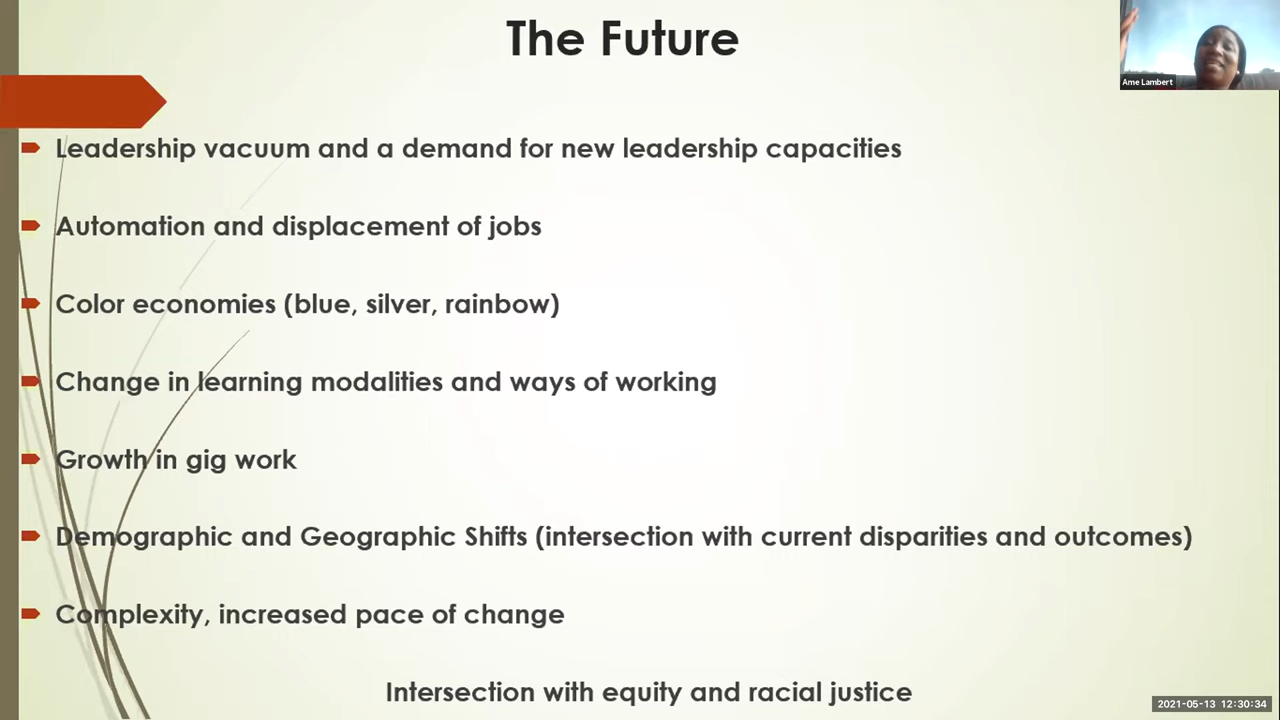 The Future
Ame Lambert
Leadership vacuum and a demand for new leadership capacities
Automation and displacement of jobs
Color economies (blue, silver, rainbow)
Change in learning modalities and ways of working
Growth in gig work
Demographic and Geographic Shifts (intersection with current disparities and outcomes)
Complexity, increased pace of change
Intersection with equity and racial justice
2021-05-13 12:30:34